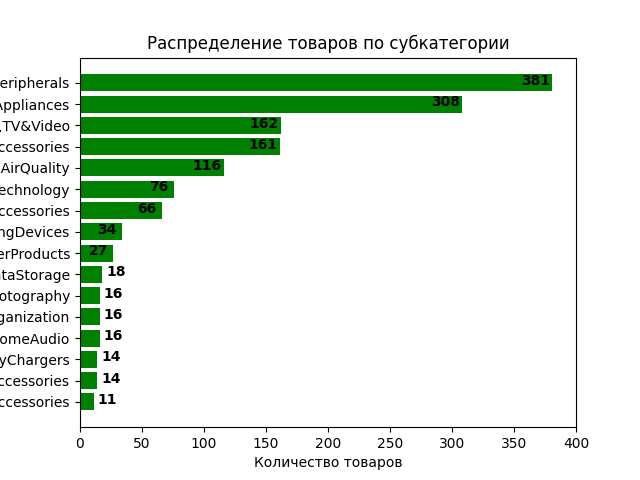 Распределение товаров по субкатегории
eripherals 381
Appliances 308
,TV&Video 162
ccessories 161
AirQuality 116
echnology 76
ccessories 66
ngDevices 34
erProducts 27
ataStorage 18
otography 16
ganization 16
omeAudio 16
yChargers 14
ccessories 14
ccessories 11
0 50 100 150 200 250 300 350 400
Количество товаров